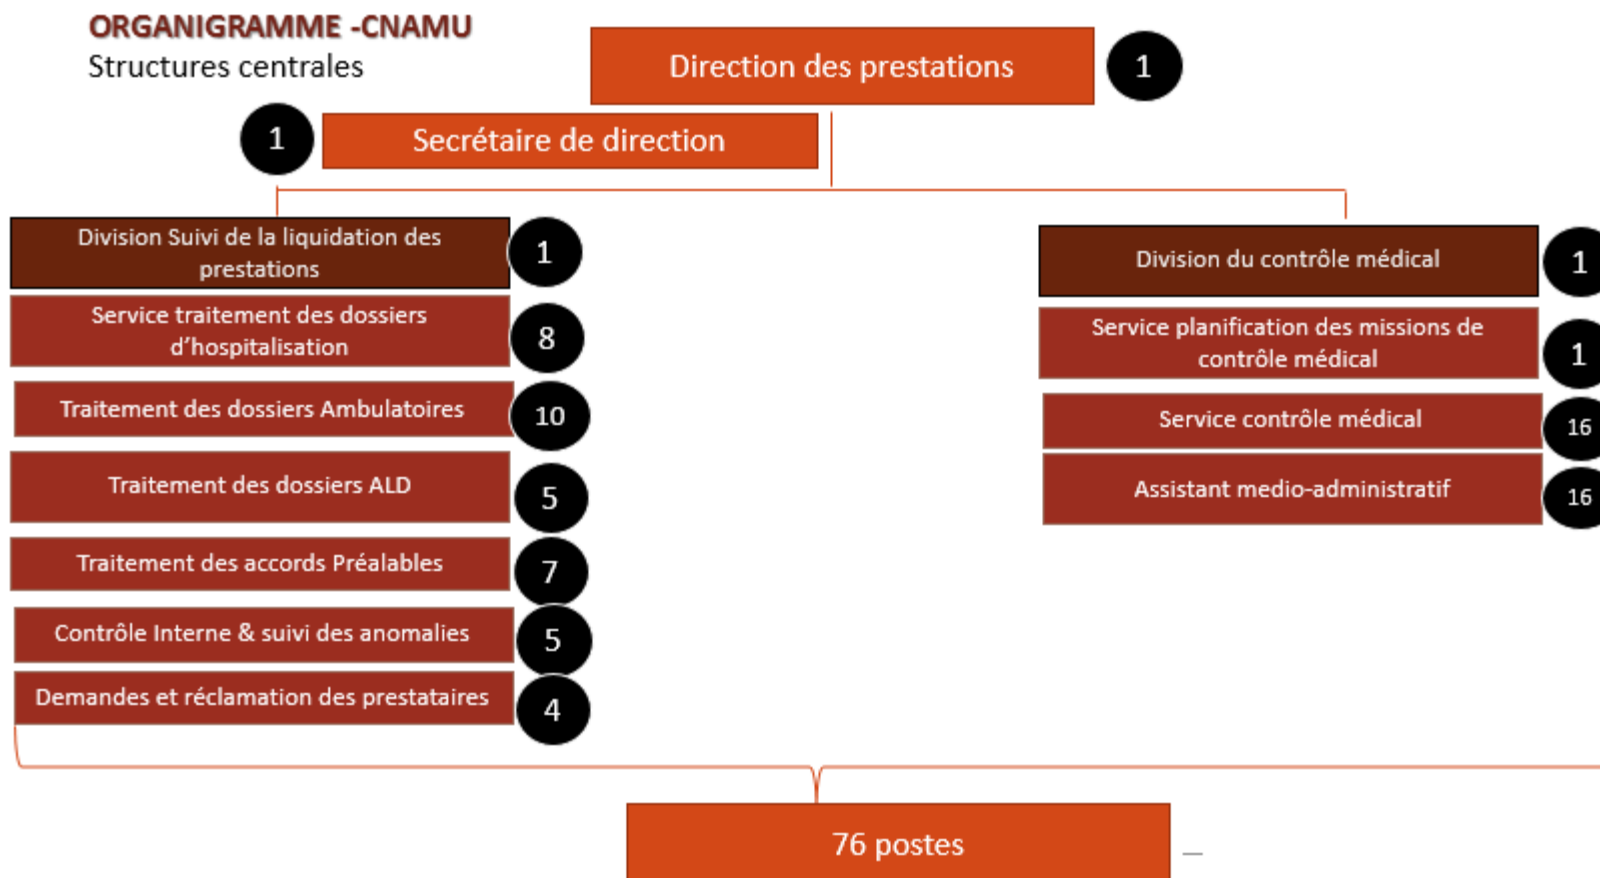 ORGANIGRAMME -CNAMU
Structures centrales
Direction des prestations
1
1
Secrétaire de direction
Division Suivi de la liquidation des
prestations
1
Service traitement des dossiers
d’hospitalisation
8
Traitement des dossiers Ambulatoires
10
Traitement des dossiers ALD
5
Traitement des accords Préalables
7
Contrôle Interne & suivi des anomalies
5
Demandes et réclamation des prestataires
4
Division du contrôle médical
1
Service planification des missions de
contrôle médical
1
Service contrôle médical
16
Assistant medio-administratif
16
76 postes